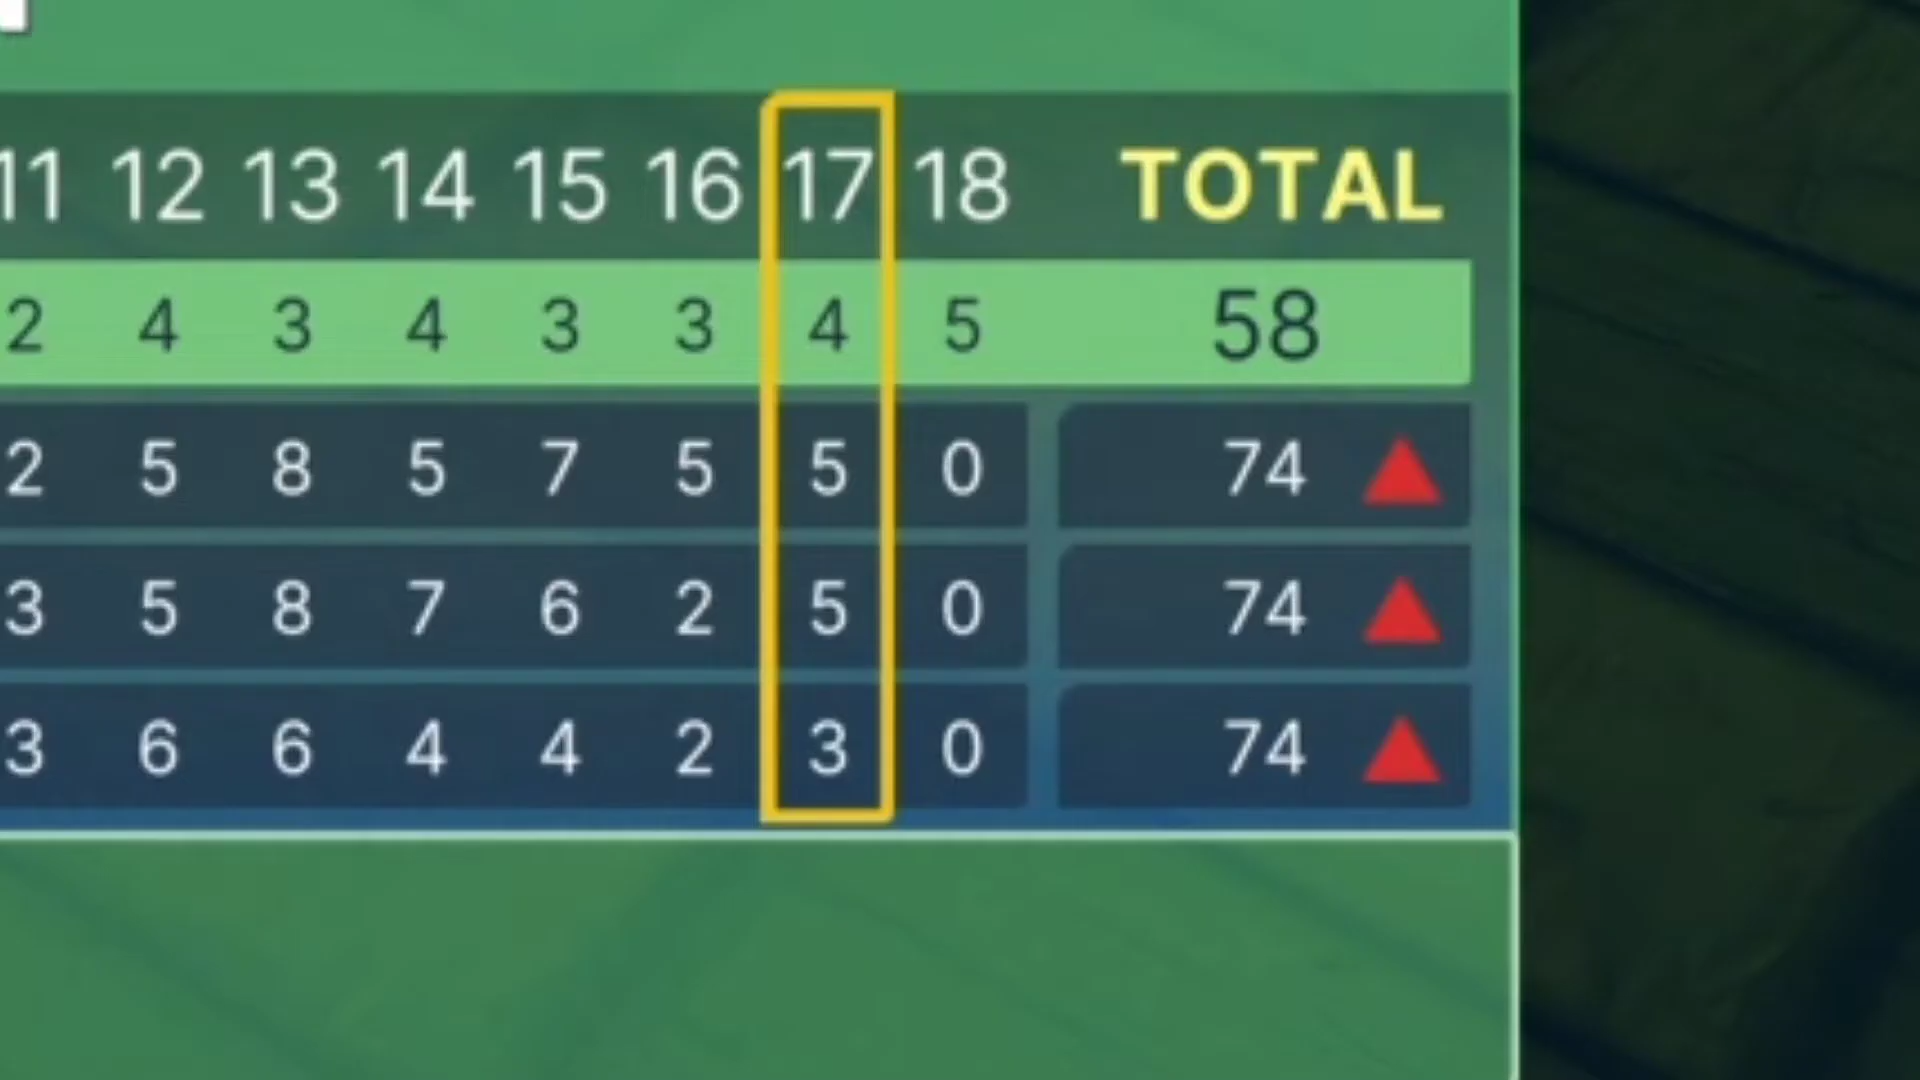 11 12 13 14 15 16 17 18 TOTAL
2 4 3 4 3 3 4 5 58
2 5 8 5 7 5 5 0 74
3 5 8 7 6 2 5 0 74
3 6 6 4 4 2 3 0 74